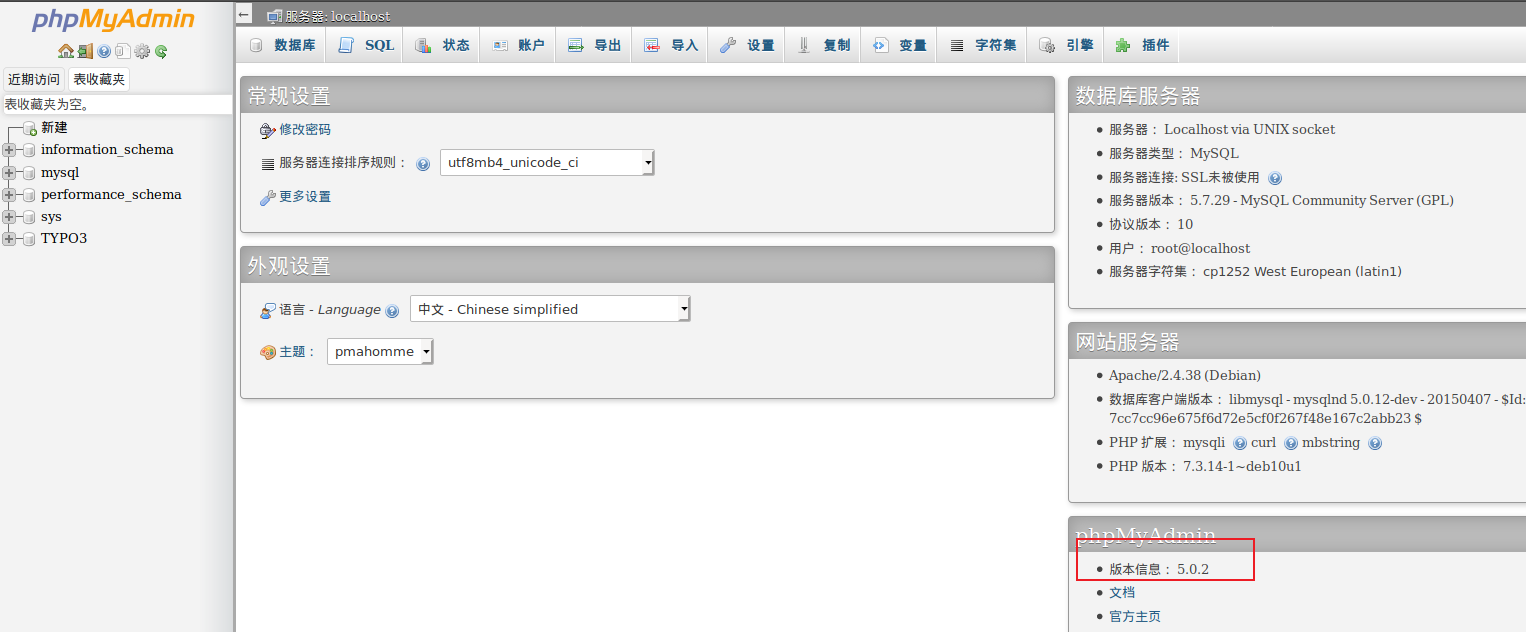 phpMyAdmin
近期访问 表收藏夹
表收藏夹为空。
新建
information_schema
mysql
performance_schema
sys
TYPO3
服务器: localhost
数据库 SQL 状态 账户 导出 导入 设置 复制 变量 字符集 引擎 插件
常规设置
修改密码
服务器连接排序规则 : utf8mb4_unicode_ci
更多设置
外观设置
语言 - Language 中文 - Chinese simplified
主题 : pmahomme
数据库服务器
服务器 : Localhost via UNIX socket
服务器类型 : MySQL
服务器连接: SSL未被使用
服务器版本 : 5.7.29 - MySQL Community Server (GPL)
协议版本 : 10
用户 : root@localhost
服务器字符集 : cp1252 West European (latin1)
网站服务器
Apache/2.4.38 (Debian)
数据库客户端版本 : libmysql - mysqlnd 5.0.12-dev - 20150407 - $Id:
7cc7cc96e675f6d72e5cf0f267f48e167c2abb23 $
PHP 扩展 : mysqli curl mbstring
PHP 版本 : 7.3.14-1~deb10u1
phpMyAdmin
版本信息 : 5.0.2
文档
官方主页